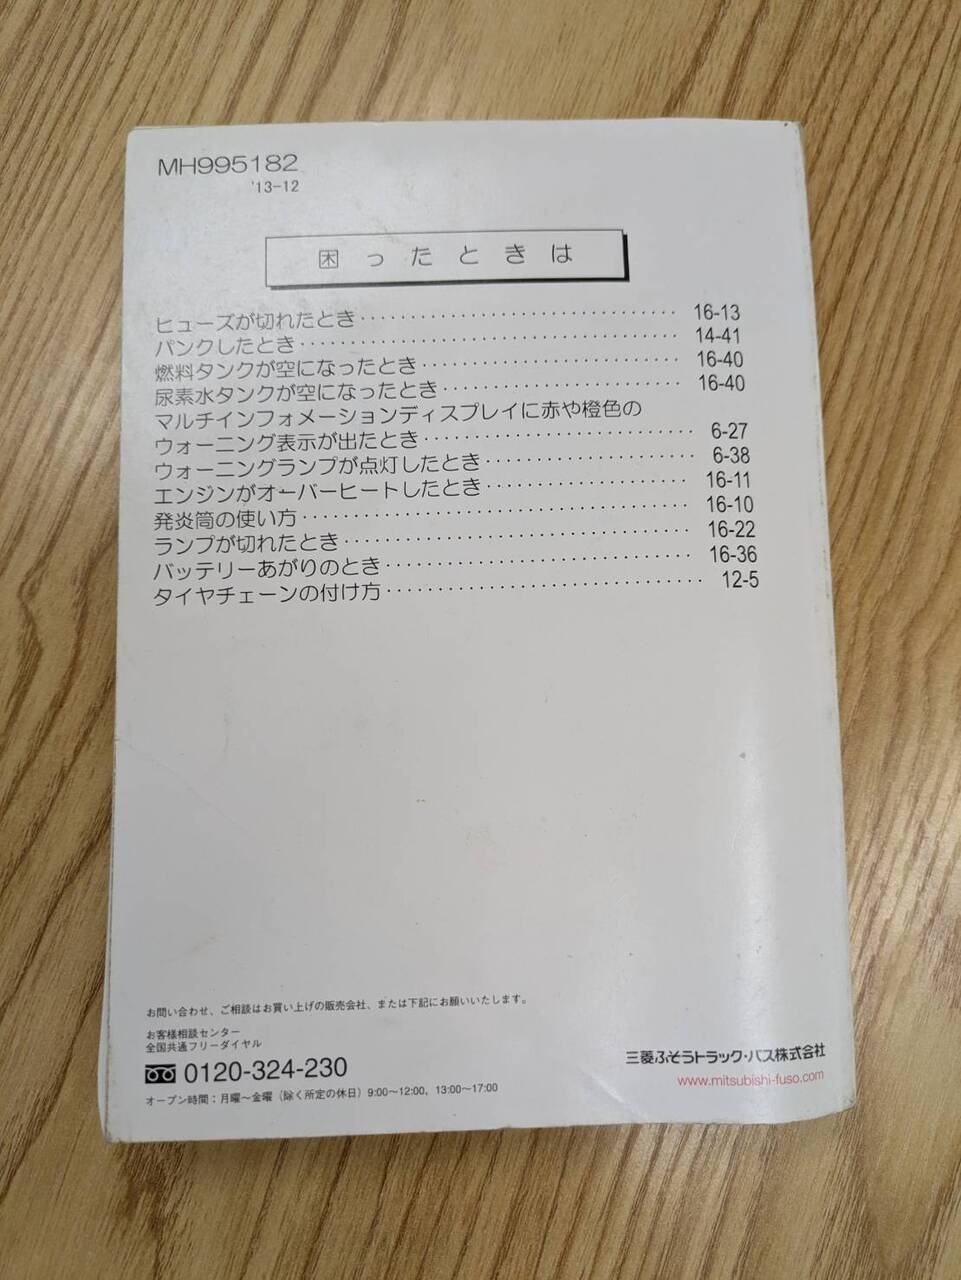 MH995182
'13-12
困ったときは
ヒューズが切れたとき 16-13
パンクしたとき 14-41
燃料タンクが空になったとき 16-40
尿素水タンクが空になったとき 16-40
マルチインフォメーションディスプレイに赤や橙色の
ウォーニング表示が出たとき 6-27
ウォーニングランプが点灯したとき 6-38
エンジンがオーバーヒートしたとき 16-11
発炎筒の使い方 16-10
ランプが切れたとき 16-22
バッテリーあがりのとき 16-36
タイヤチェーンの付け方 12-5
お問い合わせ、ご相談はお買い上げの販売会社、または下記にお願いいたします。
お客様相談センター
全国共通フリーダイヤル
0120-324-230
オープン時間:月曜~金曜(除く所定の休日)9:00~12:00, 13:00~17:00
三菱ふそうトラック・バス株式会社
www.mitsubishi-fuso.com